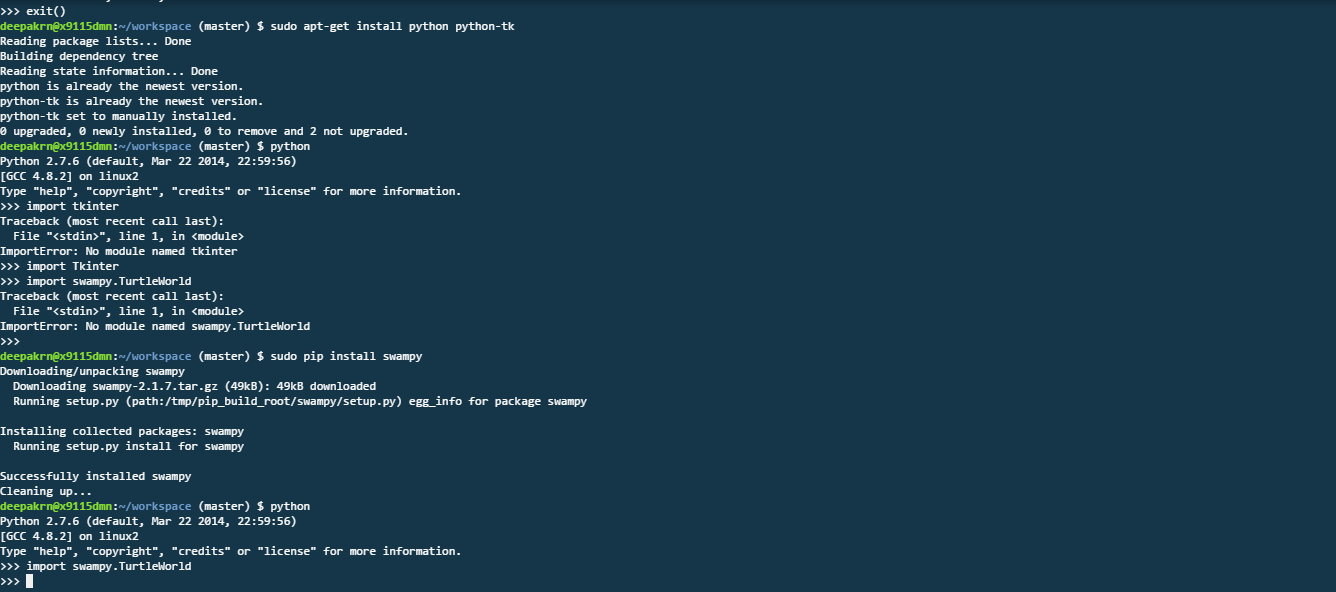 >>> exit()
deepakrn@x9115dmn:~/workspace (master) $ sudo apt-get install python python-tk
Reading package lists... Done
Building dependency tree
Reading state information... Done
python is already the newest version.
python-tk is already the newest version.
python-tk set to manually installed.
0 upgraded, 0 newly installed, 0 to remove and 2 not upgraded.
deepakrn@x9115dmn:~/workspace (master) $ python
Python 2.7.6 (default, Mar 22 2014, 22:59:56)
[GCC 4.8.2] on linux2
Type "help", "copyright", "credits" or "license" for more information.
>>> import tkinter
Traceback (most recent call last):
  File "<stdin>", line 1, in <module>
ImportError: No module named tkinter
>>> import Tkinter
>>> import swampy.TurtleWorld
Traceback (most recent call last):
  File "<stdin>", line 1, in <module>
ImportError: No module named swampy.TurtleWorld
>>>
deepakrn@x9115dmn:~/workspace (master) $ sudo pip install swampy
Downloading/unpacking swampy
  Downloading swampy-2.1.7.tar.gz (49kB): 49kB downloaded
  Running setup.py (path:/tmp/pip_build_root/swampy/setup.py) egg_info for package swampy
Installing collected packages: swampy
  Running setup.py install for swampy
Successfully installed swampy
Cleaning up...
deepakrn@x9115dmn:~/workspace (master) $ python
Python 2.7.6 (default, Mar 22 2014, 22:59:56)
[GCC 4.8.2] on linux2
Type "help", "copyright", "credits" or "license" for more information.
>>> import swampy.TurtleWorld
>>>